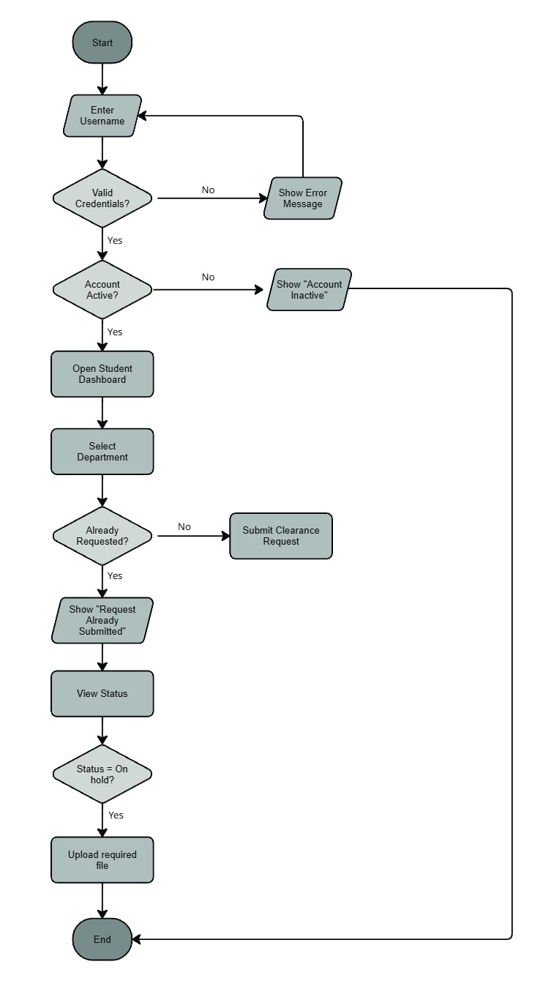 Start
Enter
Username
Valid
Credentials?
No
Show Error
Message
Yes
Account
Active?
No
Show "Account
Inactive"
Yes
Open Student
Dashboard
Select
Department
Already
Requested?
No
Submit Clearance
Request
Yes
Show "Request
Already
Submitted"
View Status
Status = On
hold?
Yes
Upload required
file
End